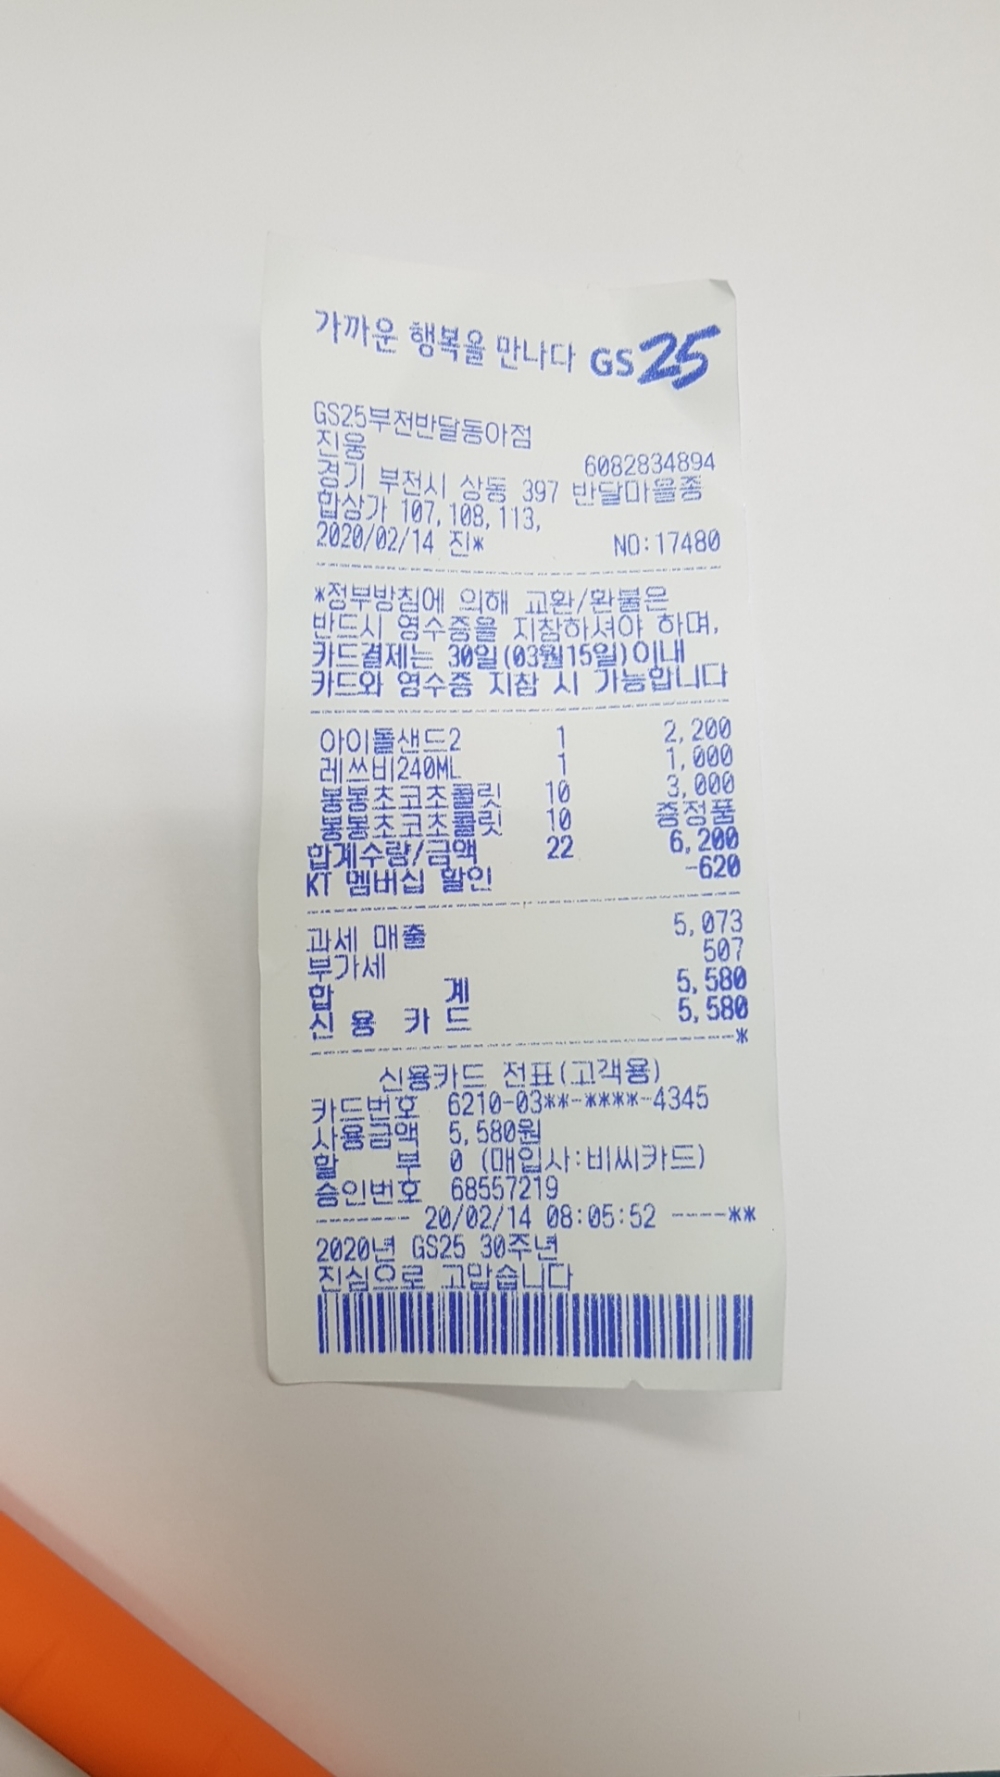 가까운 행복을 만나다 GS25
GS25부천반달동아점
진웅 6082834894
경기 부천시 상동 397 반달마을종
합상가 107,108,113,
2020/02/14 진* NO:17480
*정부방침에 의해 교환/환불은
반드시 영수증을 지참하셔야 하며,
카드결제는 30일(03월15일)이내
카드와 영수증 지참 시 가능합니다
아이돌샌드2 1 2,200
레쓰비240ML 1 1,000
봉봉초코초콜릿 10 3,000
봉봉초코초콜릿 10 증정품
합계수량/금액 22 6,200
KT 멤버십 할인 -620
과세 매출 5,073
부가세 507
합 계 5,580
신 용 카 드 5,580
*
신용카드 전표(고객용)
카드번호 6210-03**-****-4345
사용금액 5,580원
할 부 0 (매입사:비씨카드)
승인번호 68557219
------ 20/02/14 08:05:52 ----**
2020년 GS25 30주년
진심으로 고맙습니다